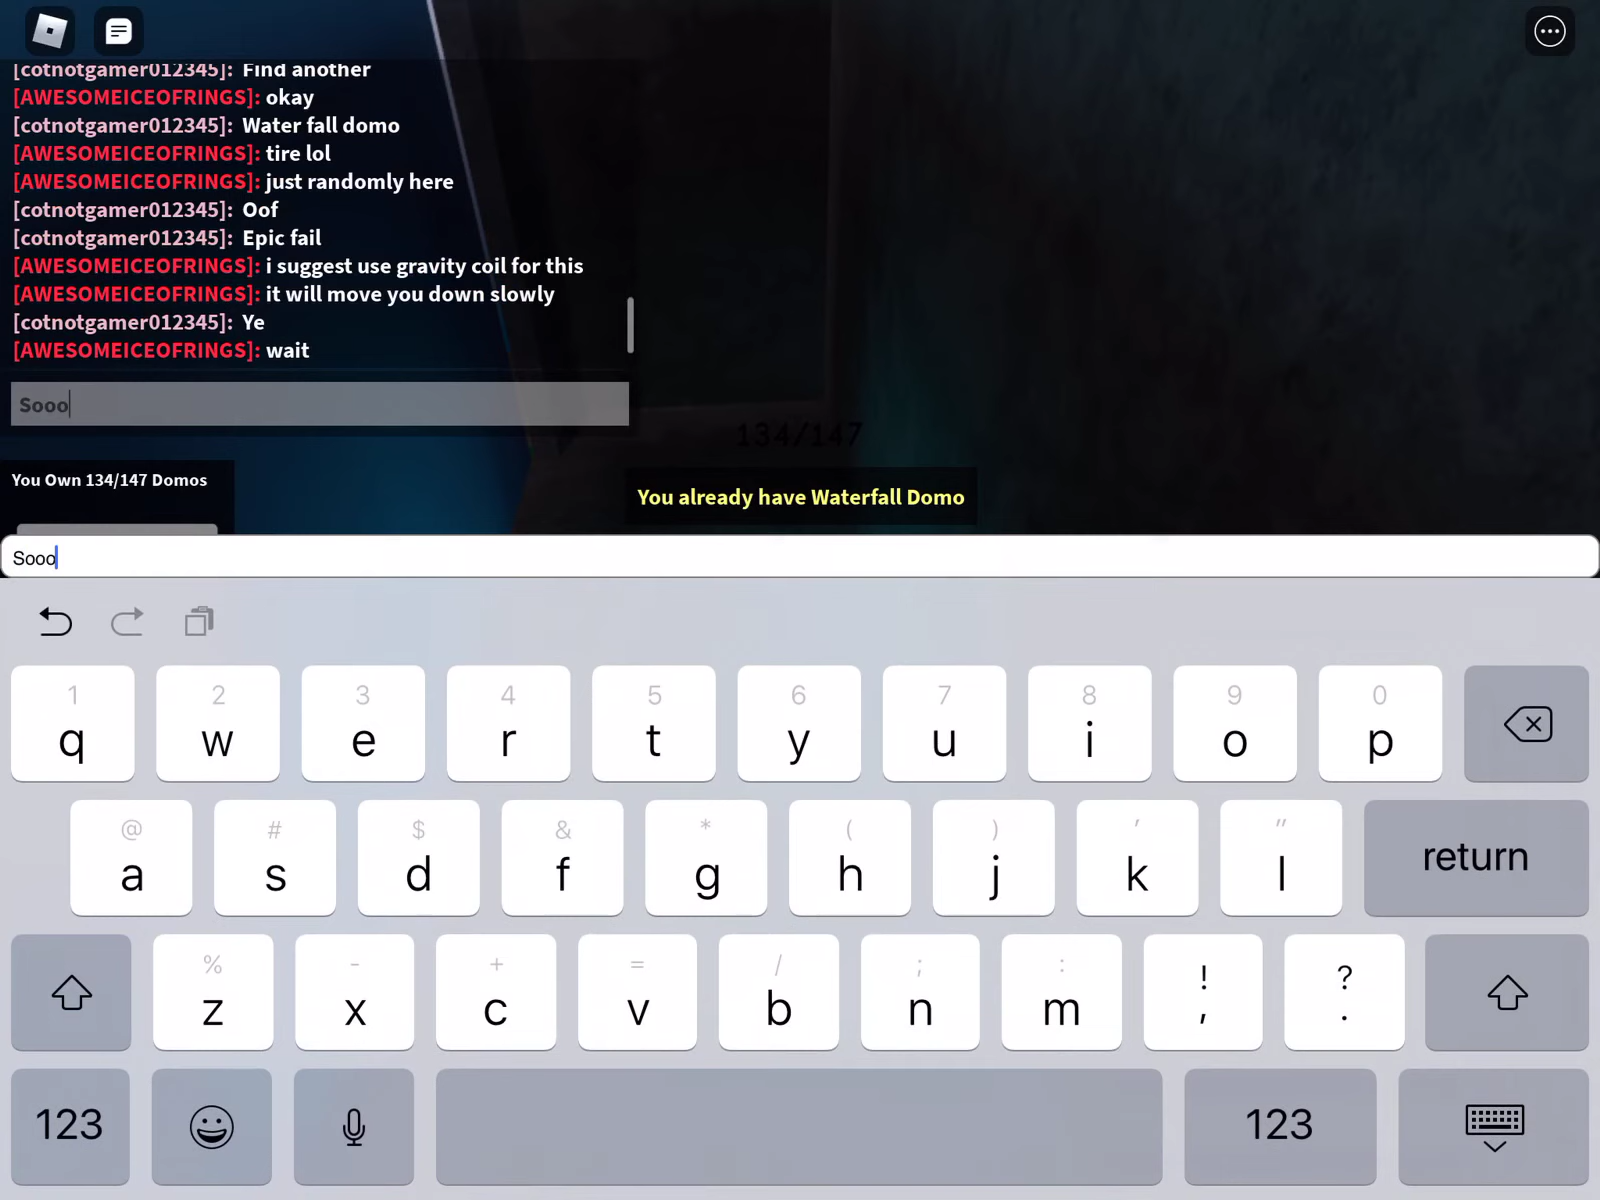 [cotnotgamer012345]: Find another
[AWESOMEICEOFRINGS]: okay
[cotnotgamer012345]: Water fall domo
[AWESOMEICEOFRINGS]: tire lol
[AWESOMEICEOFRINGS]: just randomly here
[cotnotgamer012345]: Oof
[cotnotgamer012345]: Epic fail
[AWESOMEICEOFRINGS]: i suggest use gravity coil for this
[AWESOMEICEOFRINGS]: it will move you down slowly
[cotnotgamer012345]: Ye
[AWESOMEICEOFRINGS]: wait
Sooo
134/147
You Own 134/147 Domos
You already have Waterfall Domo
Sooo
1 2 3 4 5 6 7 8 9 0
q w e r t y u i o p
@ # $ & * ( ) ' "
a s d f g h j k l return
% - + = / ; : ! ?
z x c v b n m , .
123 123